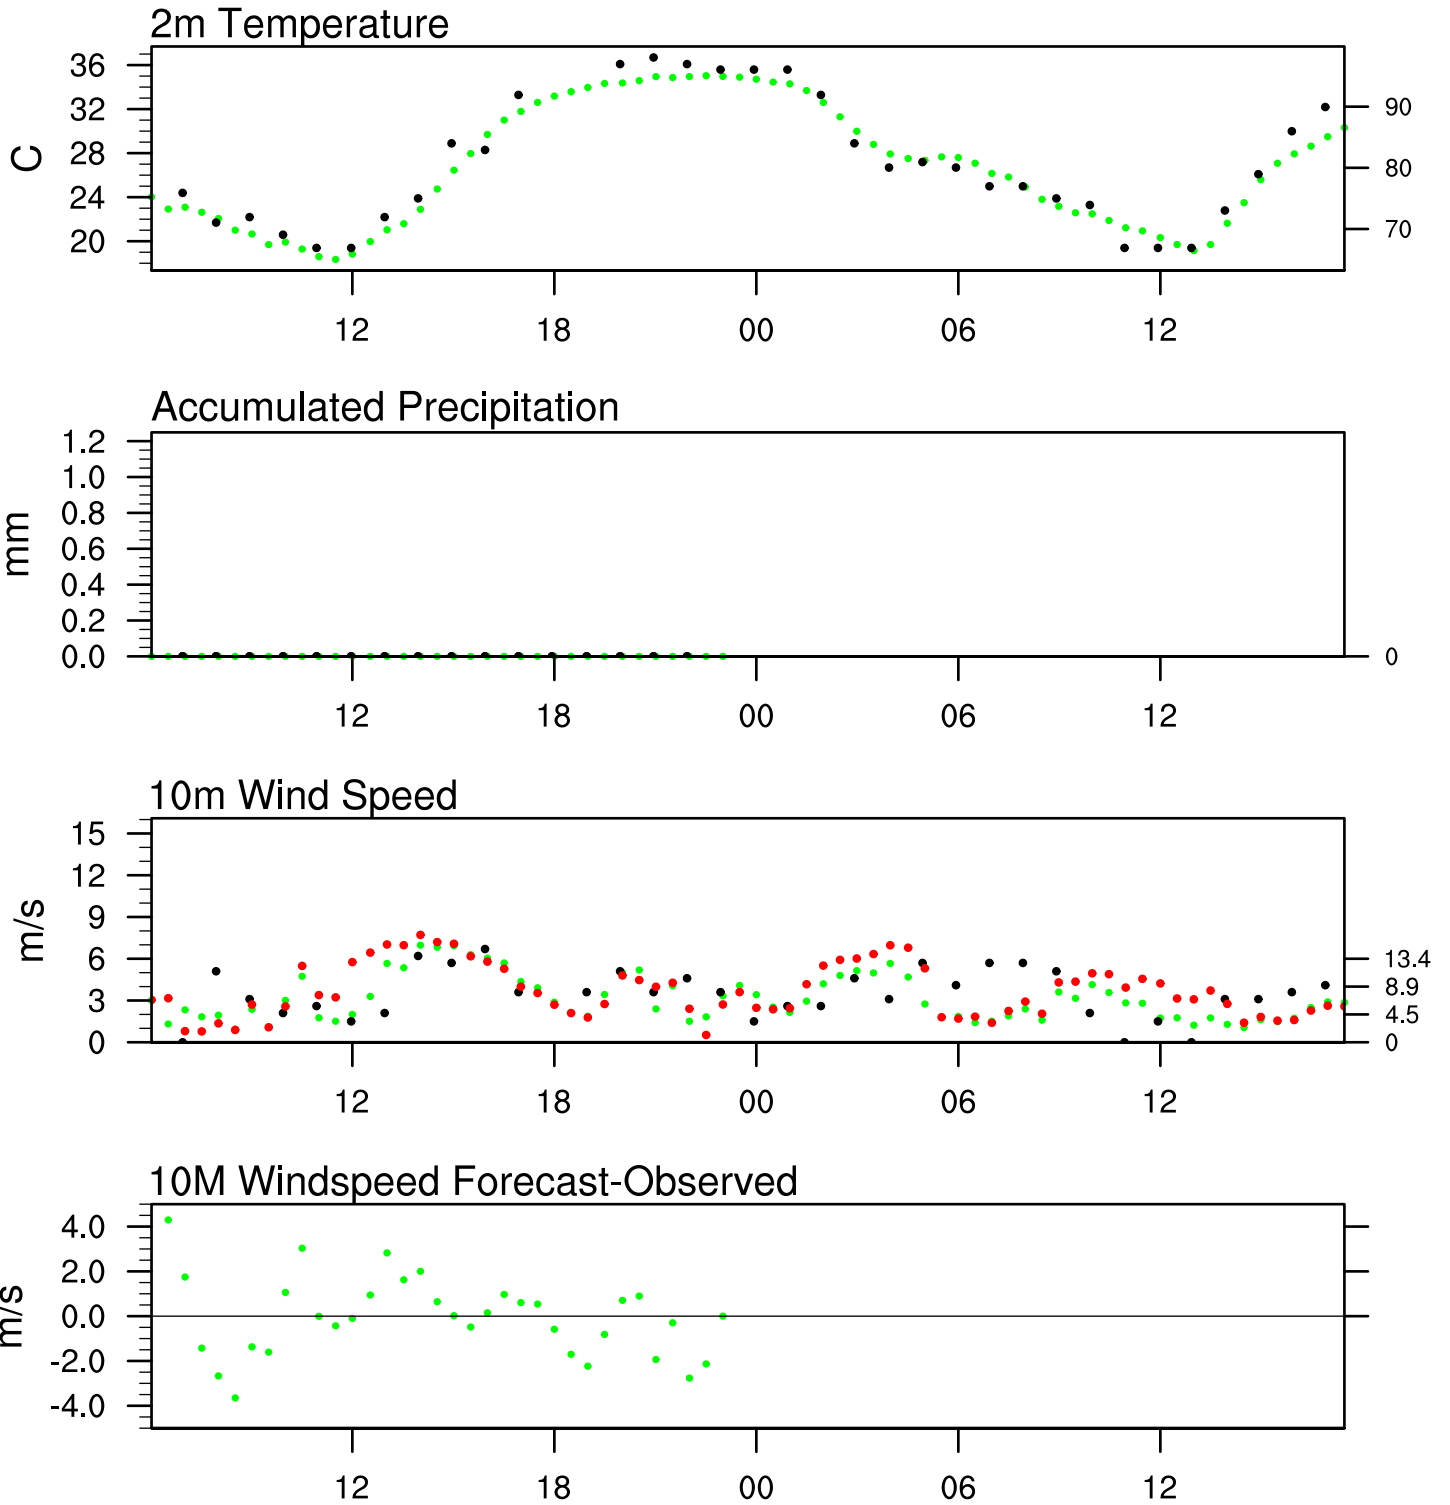 2m Temperature
36
32
28
24
20
C
90
80
70
12 18 00 06 12
Accumulated Precipitation
1.2
1.0
0.8
0.6
0.4
0.2
0.0
mm
0
12 18 00 06 12
10m Wind Speed
15
12
9
6
3
0
m/s
13.4
8.9
4.5
0
12 18 00 06 12
10M Windspeed Forecast-Observed
4.0
2.0
0.0
-2.0
-4.0
m/s
12 18 00 06 12